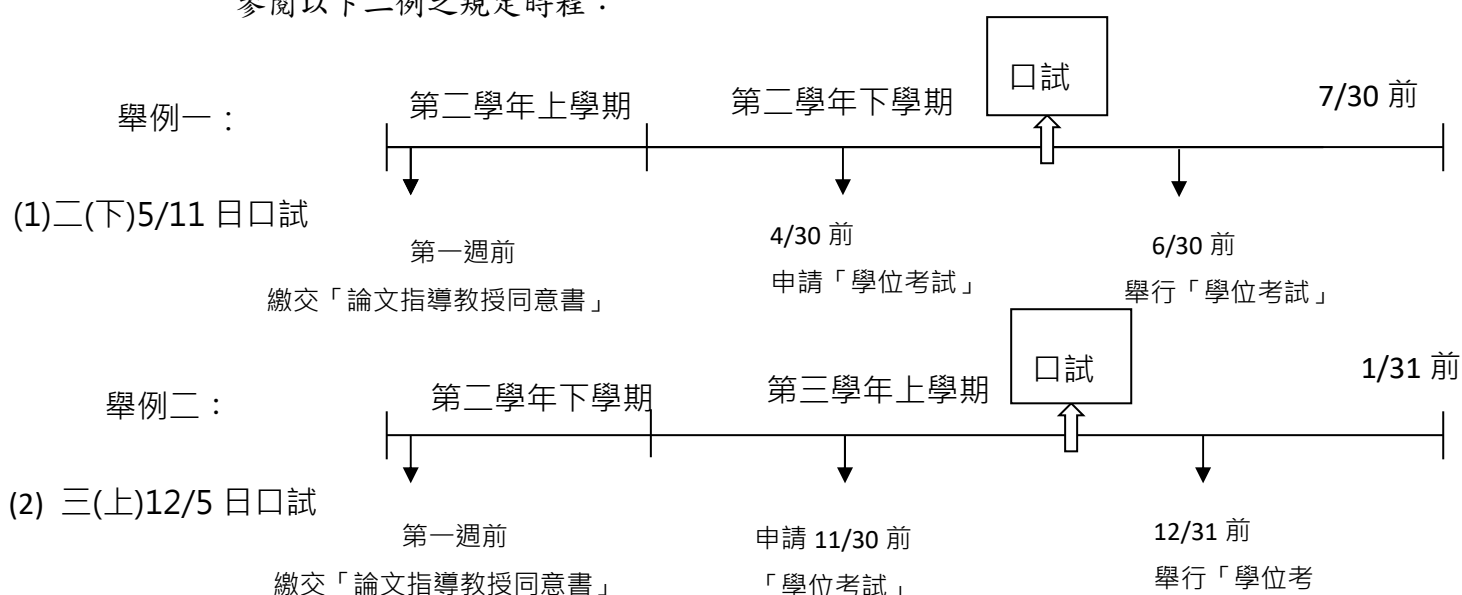 參閱以下二例之規定時程：
口試
舉例一：
第二學年上學期
第二學年下學期
7/30 前
(1)二(下)5/11 日口試
第一週前
繳交「論文指導教授同意書」
4/30 前
申請「學位考試」
6/30 前
舉行「學位考試」
口試
舉例二：
第二學年下學期
第三學年上學期
1/31 前
(2) 三(上)12/5 日口試
第一週前
繳交「論文指導教授同意書」
申請 11/30 前
「學位考試」
12/31 前
舉行「學位考